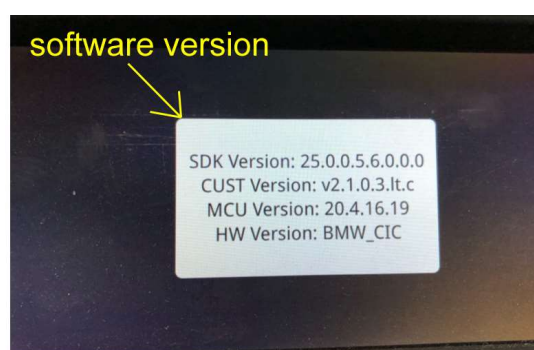 software version
SDK Version: 25.0.0.5.6.0.0.0
CUST Version: v2.1.0.3.lt.c
MCU Version: 20.4.16.19
HW Version: BMW_CIC